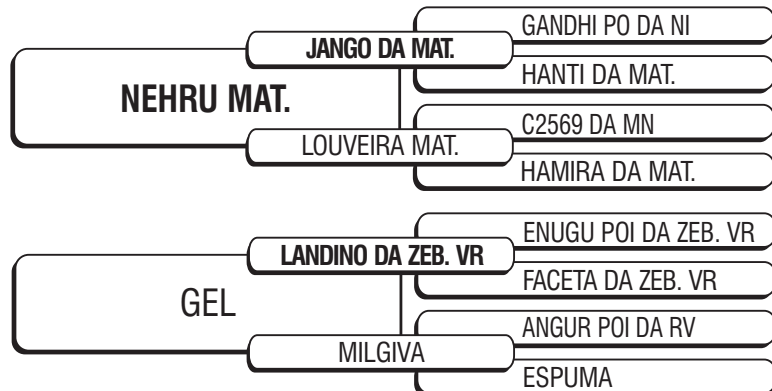 GANDHI PO DA NI
JANGO DA MAT.
HANTI DA MAT.
NEHRU MAT.
C2569 DA MN
LOUVEIRA MAT.
HAMIRA DA MAT.
ENUGU POI DA ZEB. VR
LANDINO DA ZEB. VR
FACETA DA ZEB. VR
GEL
ANGUR POI DA RV
MILGIVA
ESPUMA